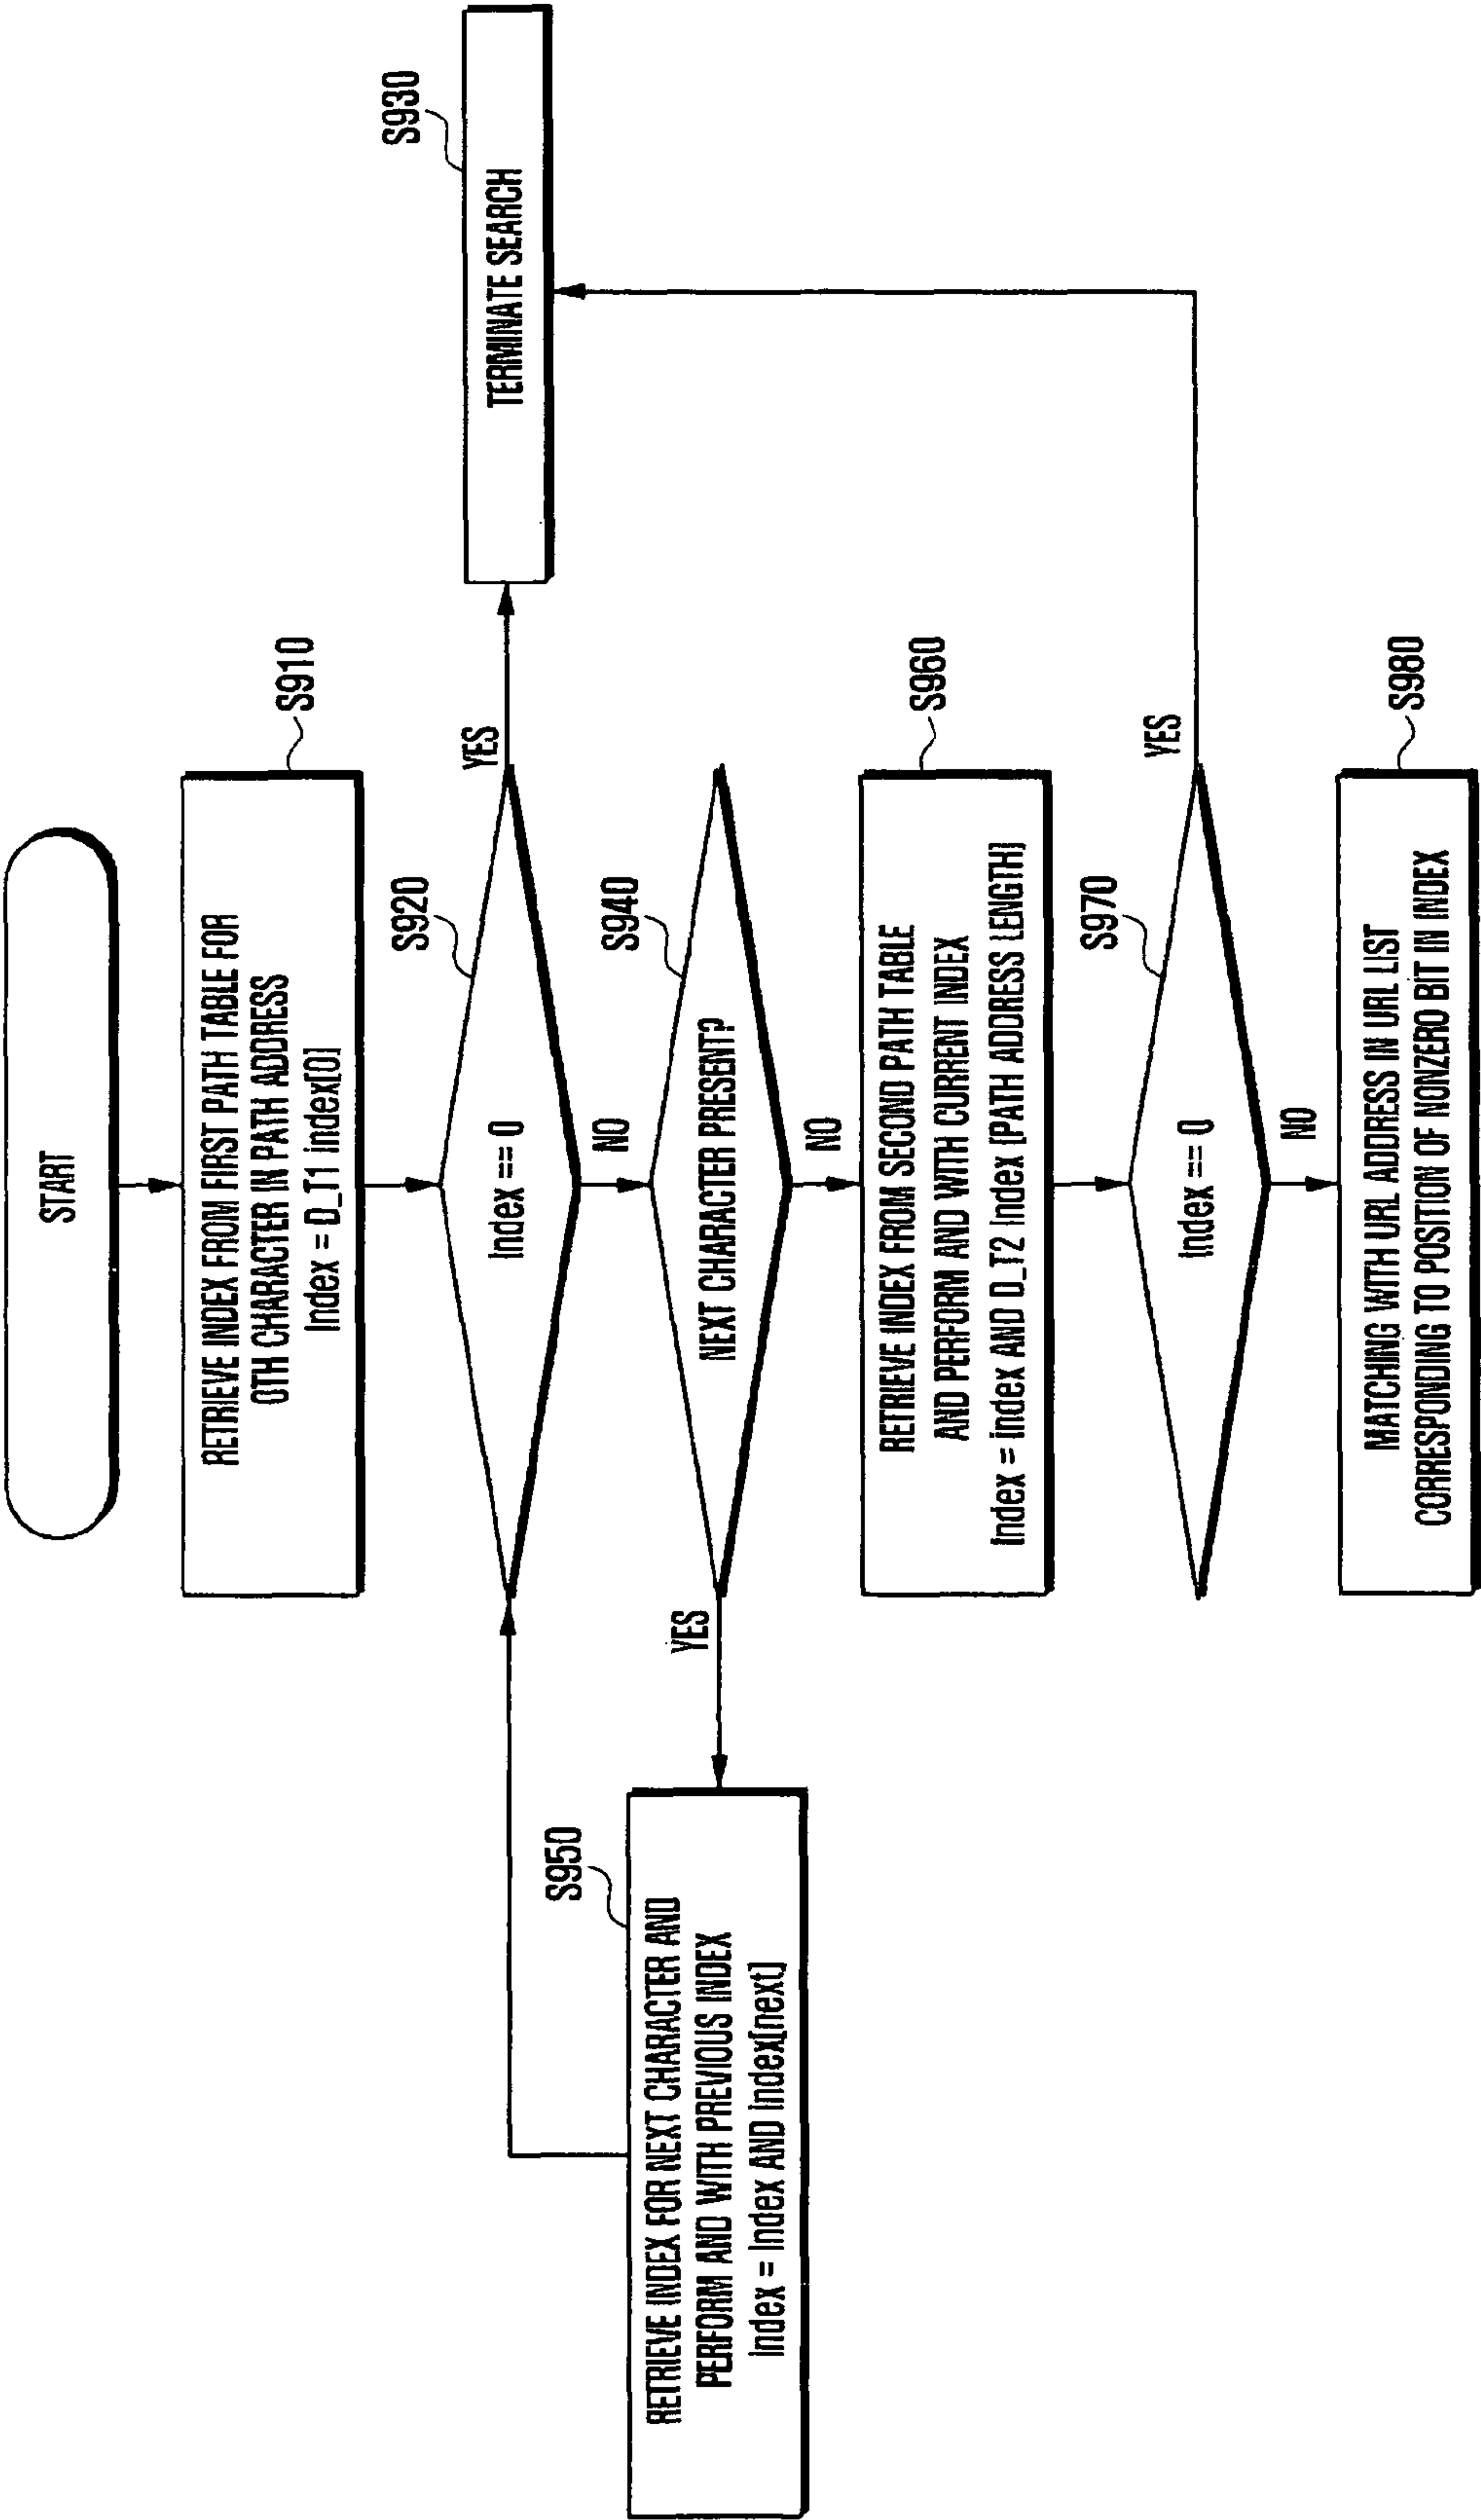 START
S910
RETRIEVE INDEX FROM FIRST PATH TABLE FOR
0TH CHARACTER IN PATH ADDRESS
index = D_T1 index[0]
S920
index == 0
YES
NO
S930
TERMINATE SEARCH
S940
NEXT CHARACTER PRESENT?
YES
NO
S950
RETRIEVE INDEX FOR NEXT CHARACTER AND
PERFORM AND WITH PREVIOUS INDEX
index = index AND index[next]
S960
RETRIEVE INDEX FROM SECOND PATH TABLE
AND PERFORM AND WITH CURRENT INDEX
index = index AND D_T2 index [PATH ADDRESS LENGTH]
S970
index == 0
YES
NO
S980
MATCHING WITH URL ADDRESS IN URL LIST
CORRESPONDING TO POSITION OF NONZERO BIT IN INDEX